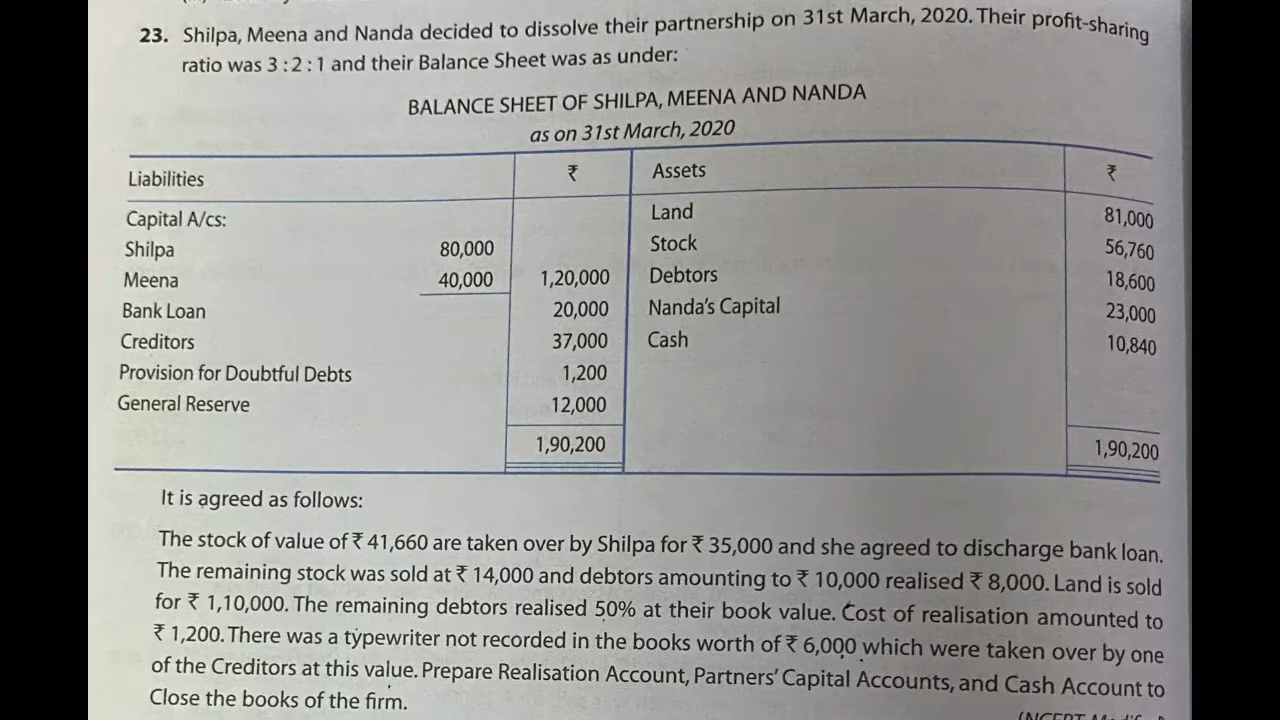 23. Shilpa, Meena and Nanda decided to dissolve their partnership on 31st March, 2020. Their profit-sharing
ratio was 3 : 2 : 1 and their Balance Sheet was as under:
BALANCE SHEET OF SHILPA, MEENA AND NANDA
as on 31st March, 2020
Liabilities ₹ Assets ₹
Capital A/cs: Land 81,000
Shilpa 80,000 Stock 56,760
Meena 40,000 1,20,000 Debtors 18,600
Bank Loan 20,000 Nanda's Capital 23,000
Creditors 37,000 Cash 10,840
Provision for Doubtful Debts 1,200
General Reserve 12,000
1,90,200 1,90,200
It is agreed as follows:
The stock of value of ₹ 41,660 are taken over by Shilpa for ₹ 35,000 and she agreed to discharge bank loan.
The remaining stock was sold at ₹ 14,000 and debtors amounting to ₹ 10,000 realised ₹ 8,000. Land is sold
for ₹ 1,10,000. The remaining debtors realised 50% at their book value. Cost of realisation amounted to
₹ 1,200. There was a typewriter not recorded in the books worth of ₹ 6,000 which were taken over by one
of the Creditors at this value. Prepare Realisation Account, Partners' Capital Accounts, and Cash Account to
Close the books of the firm.